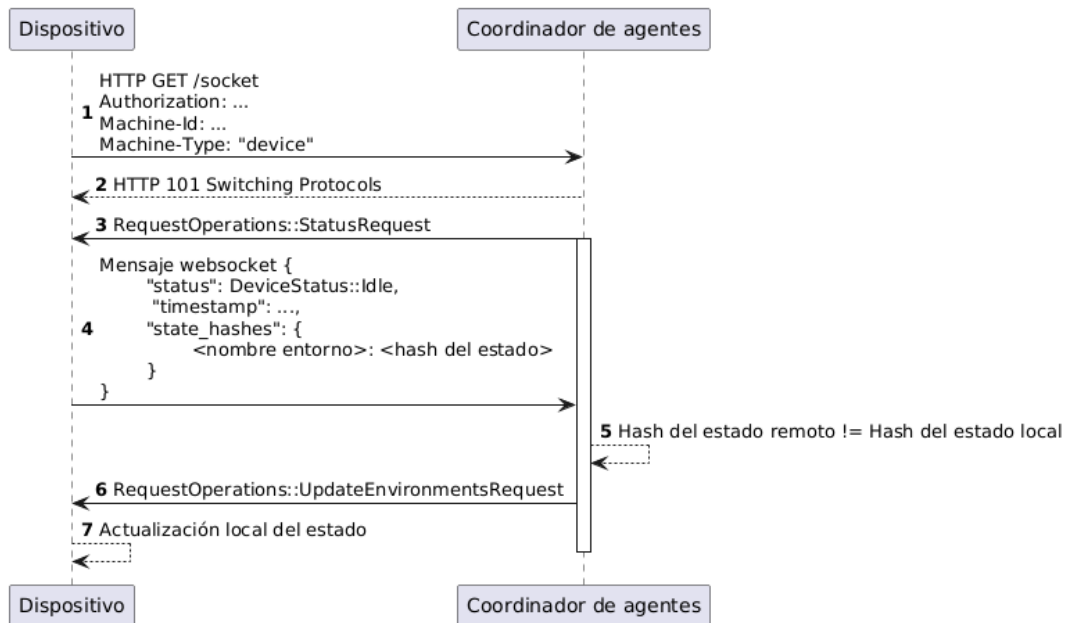 Dispositivo Coordinador de agentes
HTTP GET /socket
Authorization: ...
1
Machine-Id: ...
Machine-Type: "device"
2 HTTP 101 Switching Protocols
3 RequestOperations::StatusRequest
Mensaje websocket {
"status": DeviceStatus::Idle,
"timestamp": ...,
4 "state_hashes": {
<nombre entorno>: <hash del estado>
}
}
5 Hash del estado remoto != Hash del estado local
6 RequestOperations::UpdateEnvironmentsRequest
7 Actualización local del estado
Dispositivo Coordinador de agentes